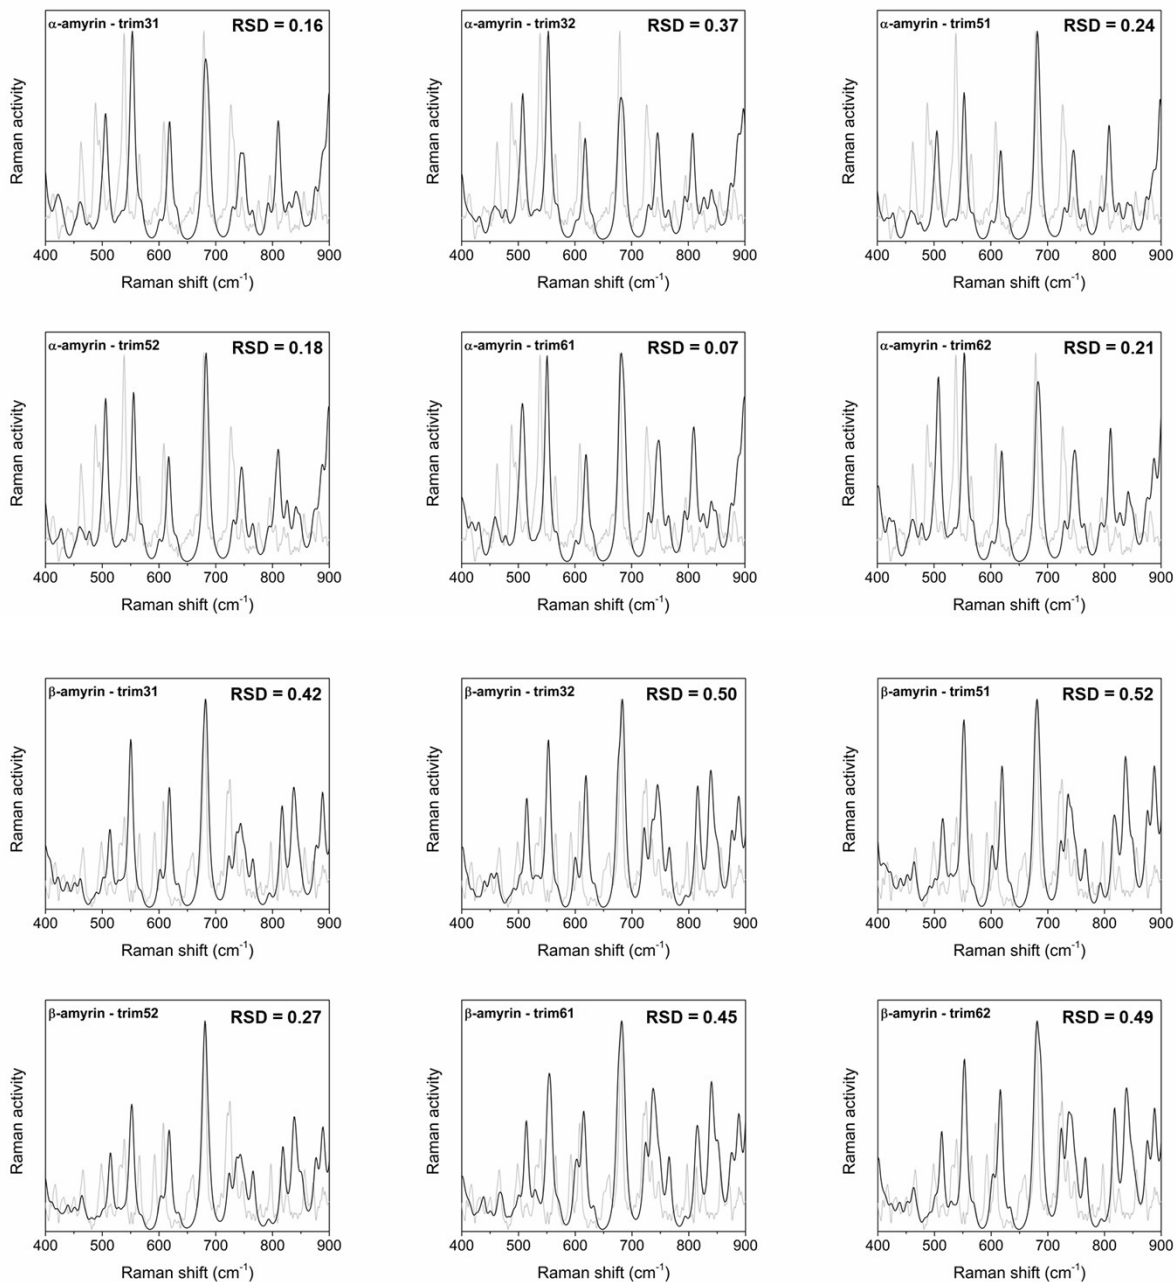 α-amyrin - trim31 RSD = 0.16
Raman activity
400 500 600 700 800 900
Raman shift (cm⁻¹)
α-amyrin - trim32 RSD = 0.37
Raman activity
400 500 600 700 800 900
Raman shift (cm⁻¹)
α-amyrin - trim51 RSD = 0.24
Raman activity
400 500 600 700 800 900
Raman shift (cm⁻¹)
α-amyrin - trim52 RSD = 0.18
Raman activity
400 500 600 700 800 900
Raman shift (cm⁻¹)
α-amyrin - trim61 RSD = 0.07
Raman activity
400 500 600 700 800 900
Raman shift (cm⁻¹)
α-amyrin - trim62 RSD = 0.21
Raman activity
400 500 600 700 800 900
Raman shift (cm⁻¹)
β-amyrin - trim31 RSD = 0.42
Raman activity
400 500 600 700 800 900
Raman shift (cm⁻¹)
β-amyrin - trim32 RSD = 0.50
Raman activity
400 500 600 700 800 900
Raman shift (cm⁻¹)
β-amyrin - trim51 RSD = 0.52
Raman activity
400 500 600 700 800 900
Raman shift (cm⁻¹)
β-amyrin - trim52 RSD = 0.27
Raman activity
400 500 600 700 800 900
Raman shift (cm⁻¹)
β-amyrin - trim61 RSD = 0.45
Raman activity
400 500 600 700 800 900
Raman shift (cm⁻¹)
β-amyrin - trim62 RSD = 0.49
Raman activity
400 500 600 700 800 900
Raman shift (cm⁻¹)